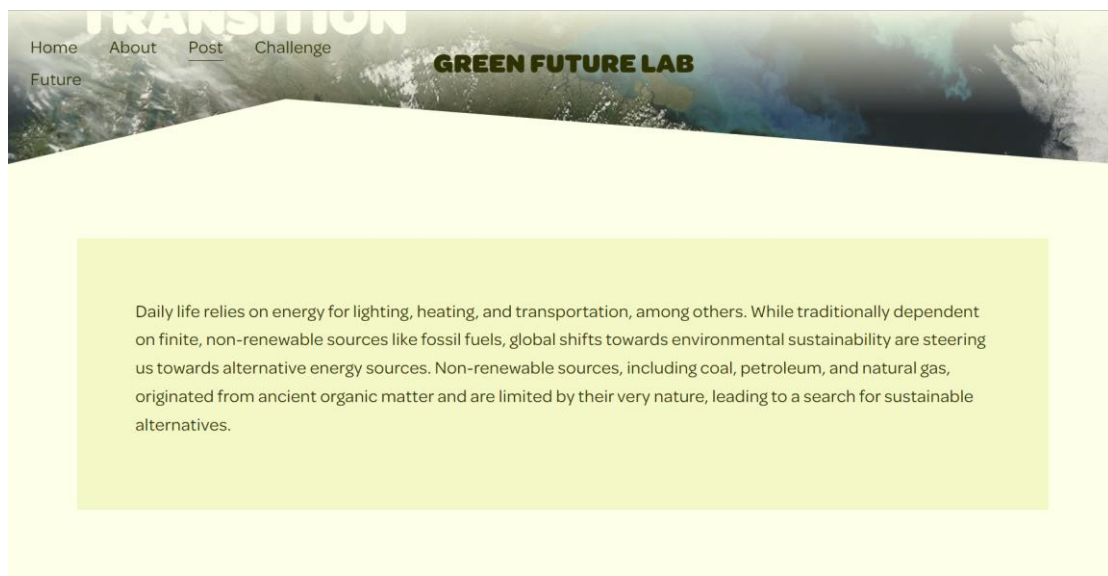 TRANSITION
Home About Post Challenge
Future
GREEN FUTURE LAB
Daily life relies on energy for lighting, heating, and transportation, among others. While traditionally dependent
on finite, non-renewable sources like fossil fuels, global shifts towards environmental sustainability are steering
us towards alternative energy sources. Non-renewable sources, including coal, petroleum, and natural gas,
originated from ancient organic matter and are limited by their very nature, leading to a search for sustainable
alternatives.